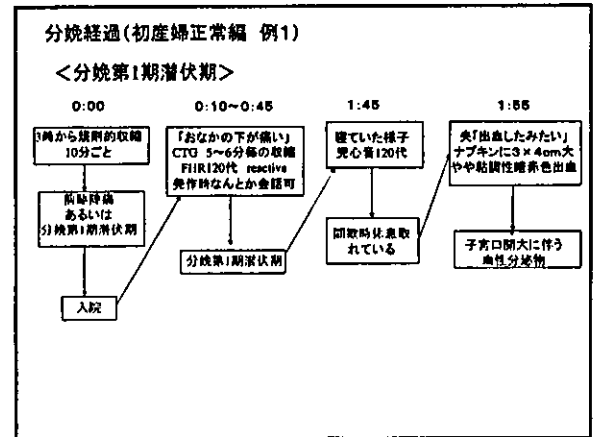 分娩経過(初産婦正常編 例1)
<分娩第1期潜伏期>
0:00
3時から規則的収縮
10分ごと
前駆陣痛
あるいは
分娩第1期潜伏期
入院
0:10~0:45
「おなかの下が痛い」
CTG 5~6分毎の収縮
FHR120代 reactive
発作時なんとか会話可
分娩第1期潜伏期
1:45
寝ていた様子
児心音120代
間歇時休息取
れている
1:55
夫「出血したみたい」
ナプキンに3×4cm大
やや粘調性暗赤色出血
子宮口開大に伴う
血性分泌物